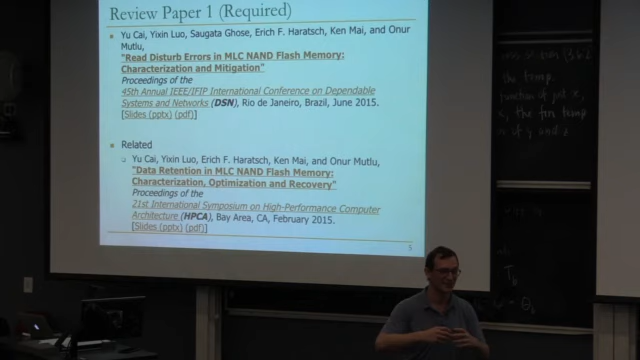 Review Paper 1 (Required)
Yu Cai, Yixin Luo, Saugata Ghose, Erich F. Haratsch, Ken Mai, and Onur
Mutlu,
"Read Disturb Errors in MLC NAND Flash Memory:
Characterization and Mitigation"
Proceedings of the
45th Annual IEEE/IFIP International Conference on Dependable
Systems and Networks (DSN), Rio de Janeiro, Brazil, June 2015.
[Slides (pptx) (pdf)]
Related
Yu Cai, Yixin Luo, Erich F. Haratsch, Ken Mai, and Onur Mutlu,
"Data Retention in MLC NAND Flash Memory:
Characterization, Optimization and Recovery"
Proceedings of the
21st International Symposium on High-Performance Computer
Architecture (HPCA), Bay Area, CA, February 2015.
[Slides (pptx) (pdf)]
5
the temp.
function of
x, the temp
of y and z